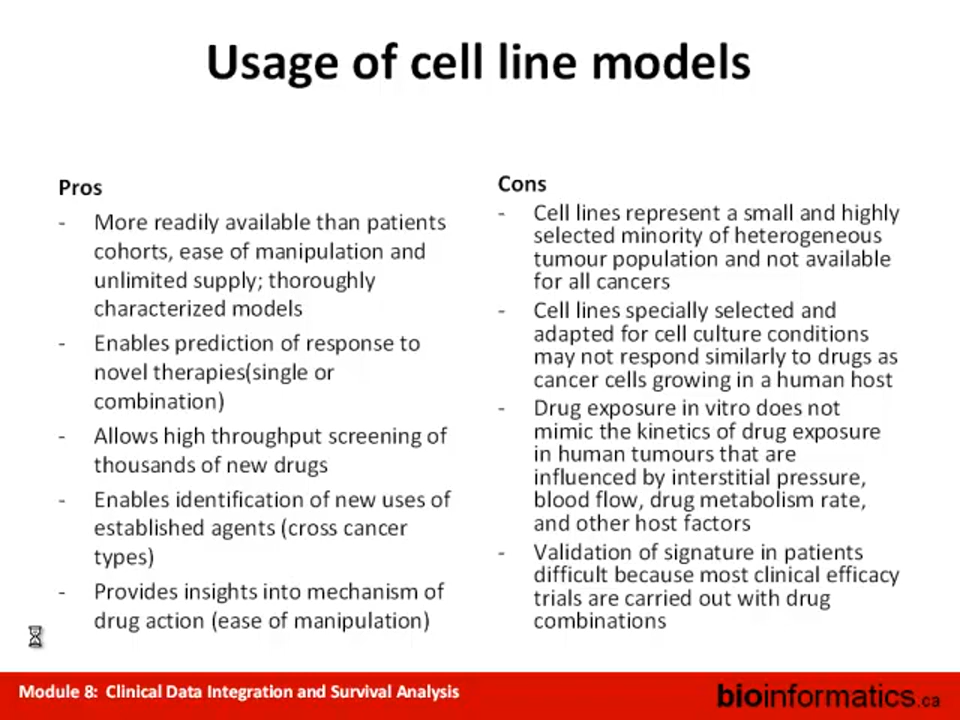 Usage of cell line models
Pros
- More readily available than patients
cohorts, ease of manipulation and
unlimited supply; thoroughly
characterized models
- Enables prediction of response to
novel therapies(single or
combination)
- Allows high throughput screening of
thousands of new drugs
- Enables identification of new uses of
established agents (cross cancer
types)
- Provides insights into mechanism of
drug action (ease of manipulation)
Cons
- Cell lines represent a small and highly
selected minority of heterogeneous
tumour population and not available
for all cancers
- Cell lines specially selected and
adapted for cell culture conditions
may not respond similarly to drugs as
cancer cells growing in a human host
- Drug exposure in vitro does not
mimic the kinetics of drug exposure
in human tumours that are
influenced by interstitial pressure,
blood flow, drug metabolism rate,
and other host factors
- Validation of signature in patients
difficult because most clinical efficacy
trials are carried out with drug
combinations
Module 8: Clinical Data Integration and Survival Analysis
bioinformatics.ca